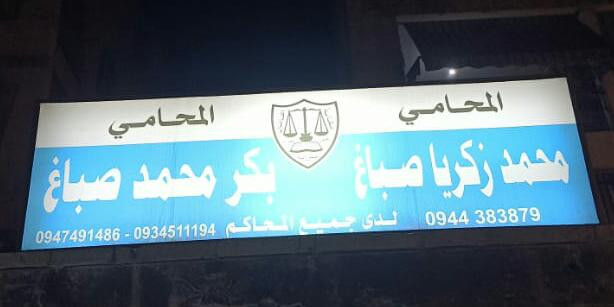 المحامي
محمد زكريا صباغ
0944 383879
المحامي
بكر محمد صباغ
لدى جميع المحاكم
0947491486 - 0934511194